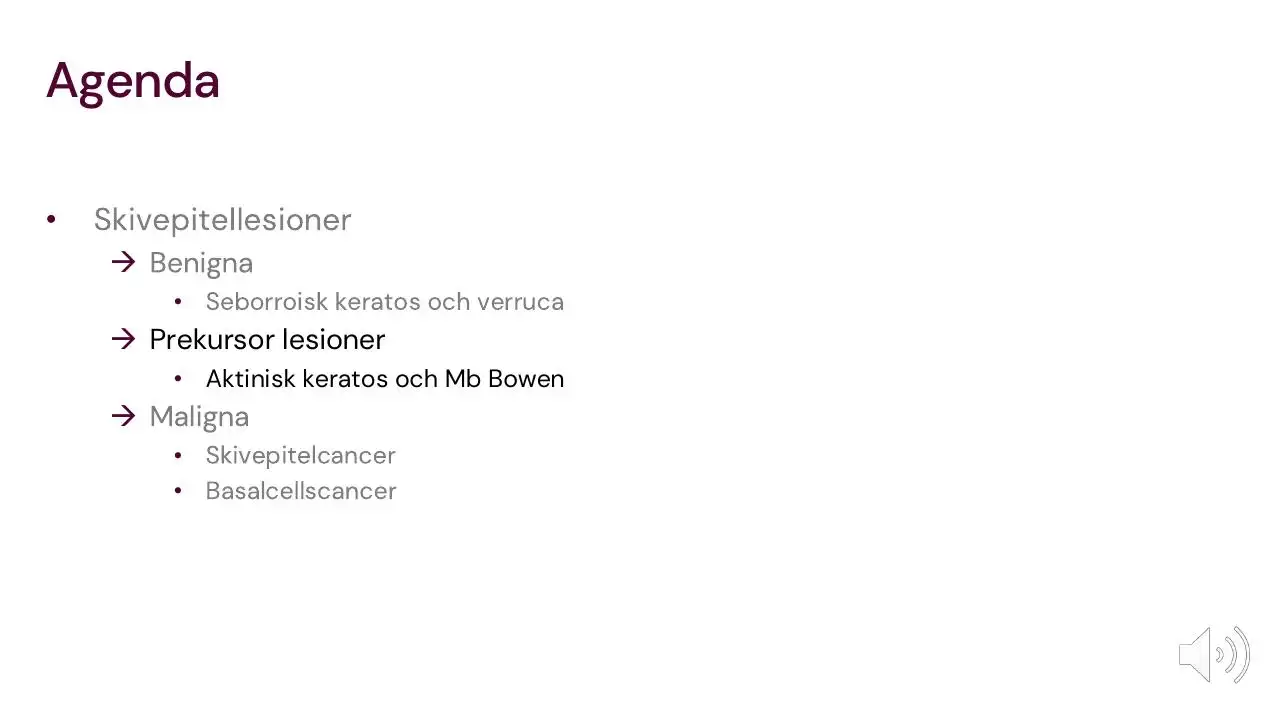 Agenda
• Skivepitellesioner
→ Benigna
• Seborroisk keratos och verruca
→ Prekursor lesioner
• Aktinisk keratos och Mb Bowen
→ Maligna
• Skivepitelcancer
• Basalcellscancer